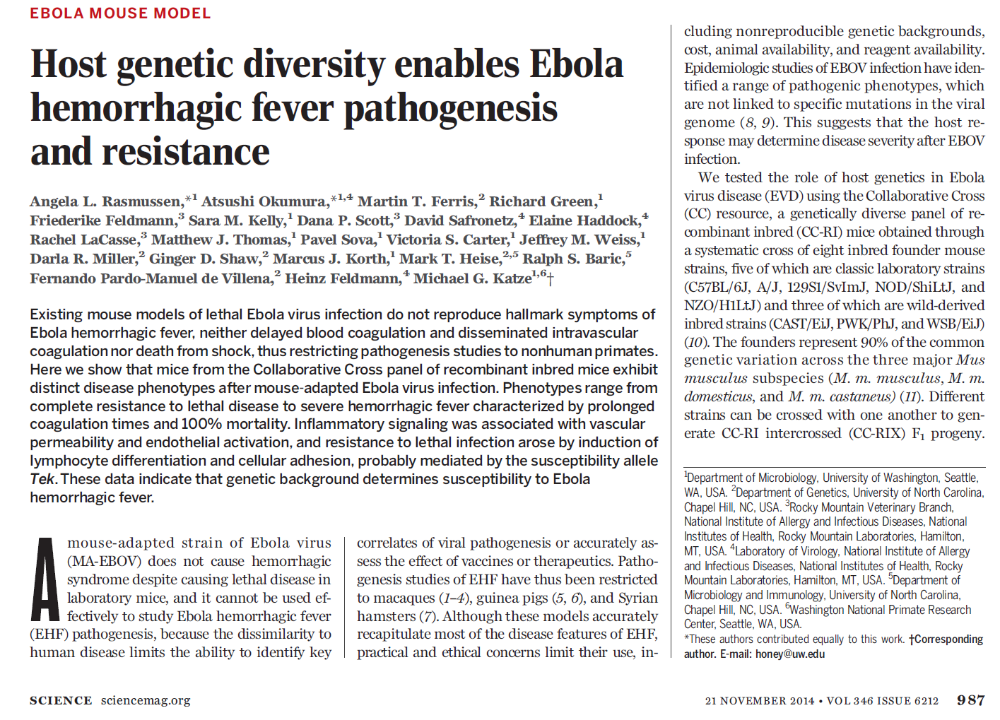 EBOLA MOUSE MODEL
Host genetic diversity enables Ebola
hemorrhagic fever pathogenesis
and resistance
Angela L. Rasmussen,*¹ Atsushi Okumura,*¹,⁴ Martin T. Ferris,² Richard Green,¹
Friederike Feldmann,³ Sara M. Kelly,¹ Dana P. Scott,³ David Safronetz,⁴ Elaine Haddock,⁴
Rachel LaCasse,³ Matthew J. Thomas,¹ Pavel Sova,¹ Victoria S. Carter,¹ Jeffrey M. Weiss,¹
Darla R. Miller,² Ginger D. Shaw,² Marcus J. Korth,¹ Mark T. Heise,²,⁵ Ralph S. Baric,⁵
Fernando Pardo-Manuel de Villena,² Heinz Feldmann,⁴ Michael G. Katze¹,⁶†
Existing mouse models of lethal Ebola virus infection do not reproduce hallmark symptoms of
Ebola hemorrhagic fever, neither delayed blood coagulation and disseminated intravascular
coagulation nor death from shock, thus restricting pathogenesis studies to nonhuman primates.
Here we show that mice from the Collaborative Cross panel of recombinant inbred mice exhibit
distinct disease phenotypes after mouse-adapted Ebola virus infection. Phenotypes range from
complete resistance to lethal disease to severe hemorrhagic fever characterized by prolonged
coagulation times and 100% mortality. Inflammatory signaling was associated with vascular
permeability and endothelial activation, and resistance to lethal infection arose by induction of
lymphocyte differentiation and cellular adhesion, probably mediated by the susceptibility allele
Tek. These data indicate that genetic background determines susceptibility to Ebola
hemorrhagic fever.
A mouse-adapted strain of Ebola virus
(MA-EBOV) does not cause hemorrhagic
syndrome despite causing lethal disease in
laboratory mice, and it cannot be used ef-
fectively to study Ebola hemorrhagic fever
(EHF) pathogenesis, because the dissimilarity to
human disease limits the ability to identify key
correlates of viral pathogenesis or accurately as-
sess the effect of vaccines or therapeutics. Patho-
genesis studies of EHF have thus been restricted
to macaques (1–4), guinea pigs (5, 6), and Syrian
hamsters (7). Although these models accurately
recapitulate most of the disease features of EHF,
practical and ethical concerns limit their use, in-
cluding nonreproducible genetic backgrounds,
cost, animal availability, and reagent availability.
Epidemiologic studies of EBOV infection have iden-
tified a range of pathogenic phenotypes, which
are not linked to specific mutations in the viral
genome (8, 9). This suggests that the host re-
sponse may determine disease severity after EBOV
infection.
We tested the role of host genetics in Ebola
virus disease (EVD) using the Collaborative Cross
(CC) resource, a genetically diverse panel of re-
combinant inbred (CC-RI) mice obtained through
a systematic cross of eight inbred founder mouse
strains, five of which are classic laboratory strains
(C57BL/6J, A/J, 129S1/SvImJ, NOD/ShiLtJ, and
NZO/H1LtJ) and three of which are wild-derived
inbred strains (CAST/EiJ, PWK/PhJ, and WSB/EiJ)
(10). The founders represent 90% of the common
genetic variation across the three major Mus
musculus subspecies (M. m. musculus, M. m.
domesticus, and M. m. castaneus) (11). Different
strains can be crossed with one another to gen-
erate CC-RI intercrossed (CC-RIX) F₁ progeny.
¹Department of Microbiology, University of Washington, Seattle,
WA, USA. ²Department of Genetics, University of North Carolina,
Chapel Hill, NC, USA. ³Rocky Mountain Veterinary Branch,
National Institute of Allergy and Infectious Diseases, National
Institutes of Health, Rocky Mountain Laboratories, Hamilton,
MT, USA. ⁴Laboratory of Virology, National Institute of Allergy
and Infectious Diseases, National Institutes of Health, Rocky
Mountain Laboratories, Hamilton, MT, USA. ⁵Department of
Microbiology and Immunology, University of North Carolina,
Chapel Hill, NC, USA. ⁶Washington National Primate Research
Center, Seattle, WA, USA.
*These authors contributed equally to this work. †Corresponding
author. E-mail: honey@uw.edu
SCIENCE sciencemag.org
21 NOVEMBER 2014 • VOL 346 ISSUE 6212 987